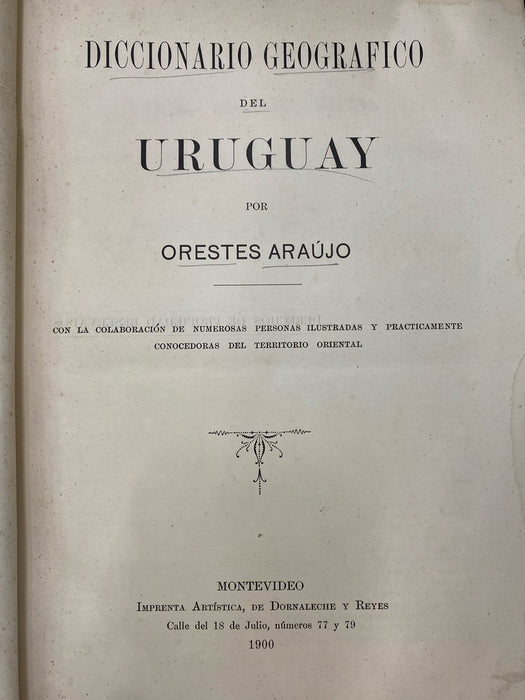 DICCIONARIO GEOGRAFICO
DEL
URUGUAY
POR
ORESTES ARAÚJO
CON LA COLABORACIÓN DE NUMEROSAS PERSONAS ILUSTRADAS Y PRACTICAMENTE
CONOCEDORAS DEL TERRITORIO ORIENTAL
MONTEVIDEO
IMPRENTA ARTÍSTICA, DE DORNALECHE Y REYES
Calle del 18 de Julio, números 77 y 79
1900